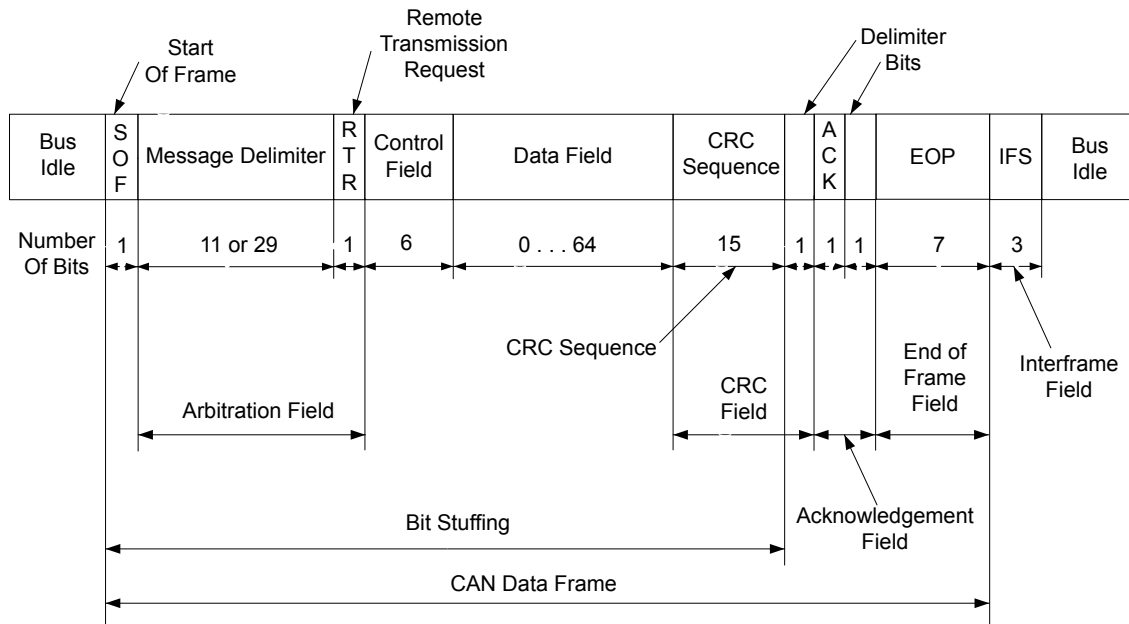 Start
Of Frame
Remote
Transmission
Request
Delimiter
Bits
Bus
Idle
S
O
F
Message Delimiter
R
T
R
Control
Field
Data Field
CRC
Sequence
A
C
K
EOP
IFS
Bus
Idle
Number
Of Bits
1
11 or 29
1
6
0 . . . 64
15
1
1
1
7
3
CRC Sequence
End of
Frame
Field
Interframe
Field
Arbitration Field
CRC
Field
Bit Stuffing
Acknowledgement
Field
CAN Data Frame